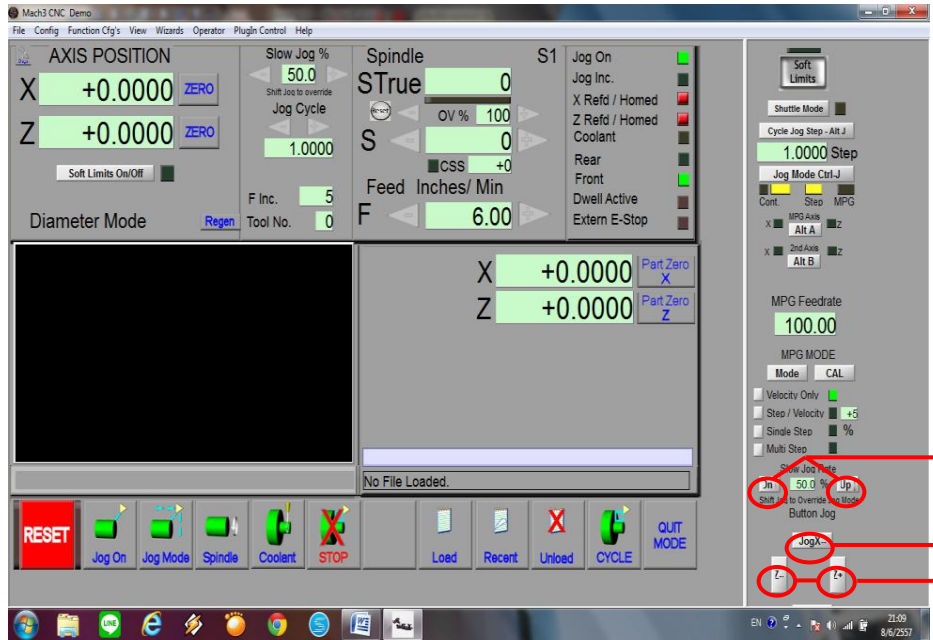 Mach3 CNC Demo
File Config Function Cfg's View Wizards Operator PlugIn Control Help
AXIS POSITION
X +0.0000 ZERO
Z +0.0000 ZERO
Soft Limits On/Off
Diameter Mode
Regen
Slow Jog %
50.0
Shift Jog to override
Jog Cycle
1.0000
F Inc. 5
Tool No. 0
Spindle S1
STrue 0
Reset
OV % 100
S 0
CSS +0
Feed Inches/ Min
F 6.00
Jog On
Jog Inc.
X Refd / Homed
Z Refd / Homed
Coolant
Rear
Front
Dwell Active
Extern E-Stop
X +0.0000 Part Zero X
Z +0.0000 Part Zero Z
No File Loaded.
RESET
Jog On
Jog Mode
Spindle
Coolant
STOP
Load
Recent
Unload
CYCLE
QUIT MODE
Soft
Limits
Shuttle Mode
Cycle Jog Step - Alt J
1.0000 Step
Jog Mode Ctrl-J
Cont. Step MPG
MPG Axis
X Alt A Z
2nd Axis
X Alt B Z
MPG Feedrate
100.00
MPG MODE
Mode CAL
Velocity Only
Step / Velocity +5
Single Step %
Multi Step
Slow Jog Rate
Dn 50.0 % Up
Shift Jog to Override Jog Mode
Button Jog
JogX--
Z-- Z+
EN 21:09
8/6/2557